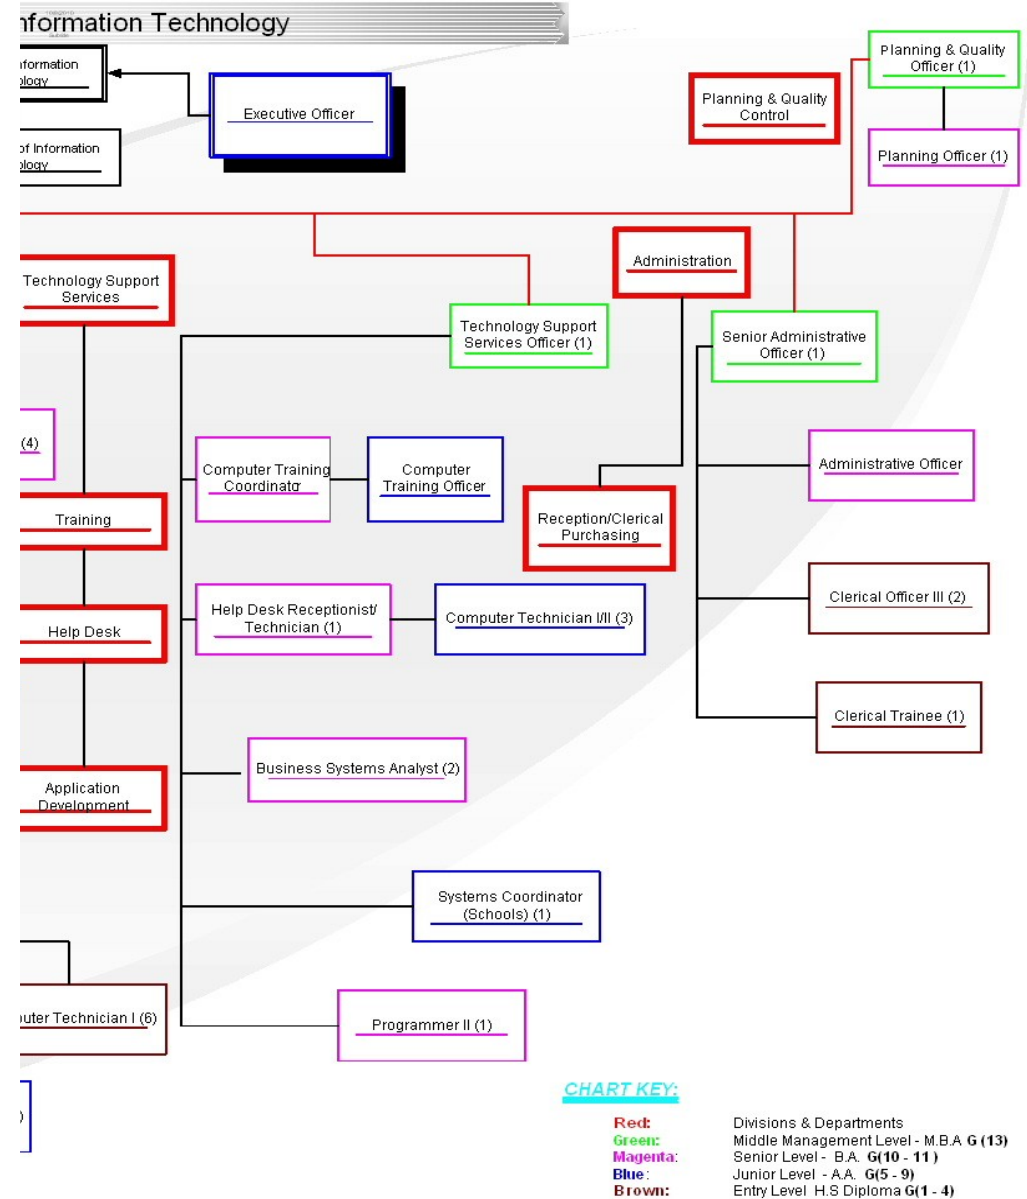 nformation Technology
nformation
ology
Executive Officer
Planning & Quality
Control
Planning & Quality
Officer (1)
of Information
ology
Planning Officer (1)
Technology Support
Services
Administration
Technology Support
Services Officer (1)
Senior Administrative
Officer (1)
(4)
Computer Training
Coordinator
Computer
Training Officer
Administrative Officer
Training
Reception/Clerical
Purchasing
Help Desk
Help Desk Receptionist/
Technician (1)
Computer Technician I/II (3)
Clerical Officer III (2)
Clerical Trainee (1)
Application
Development
Business Systems Analyst (2)
Systems Coordinator
(Schools) (1)
uter Technician I (6)
Programmer II (1)
)
CHART KEY:
Red: Divisions & Departments
Green: Middle Management Level - M.B.A G (13)
Magenta: Senior Level - B.A. G(10 - 11 )
Blue: Junior Level - A.A. G(5 - 9)
Brown: Entry Level H.S Diploma G(1 - 4)